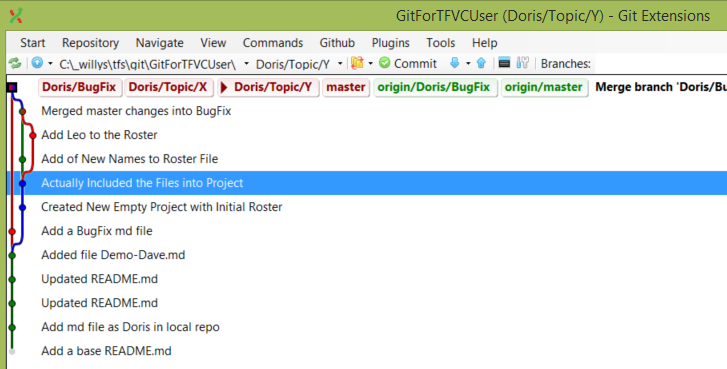 GitForTFVCUser (Doris/Topic/Y) - Git Extensions
Start Repository Navigate View Commands Github Plugins Tools Help
C:\_willys\tfs\git\GitForTFVCUser\ Doris/Topic/Y Commit Branches:
Doris/BugFix Doris/Topic/X Doris/Topic/Y master origin/Doris/BugFix origin/master Merge branch 'Doris/Bu
Merged master changes into BugFix
Add Leo to the Roster
Add of New Names to Roster File
Actually Included the Files into Project
Created New Empty Project with Initial Roster
Add a BugFix md file
Added file Demo-Dave.md
Updated README.md
Updated README.md
Add md file as Doris in local repo
Add a base README.md